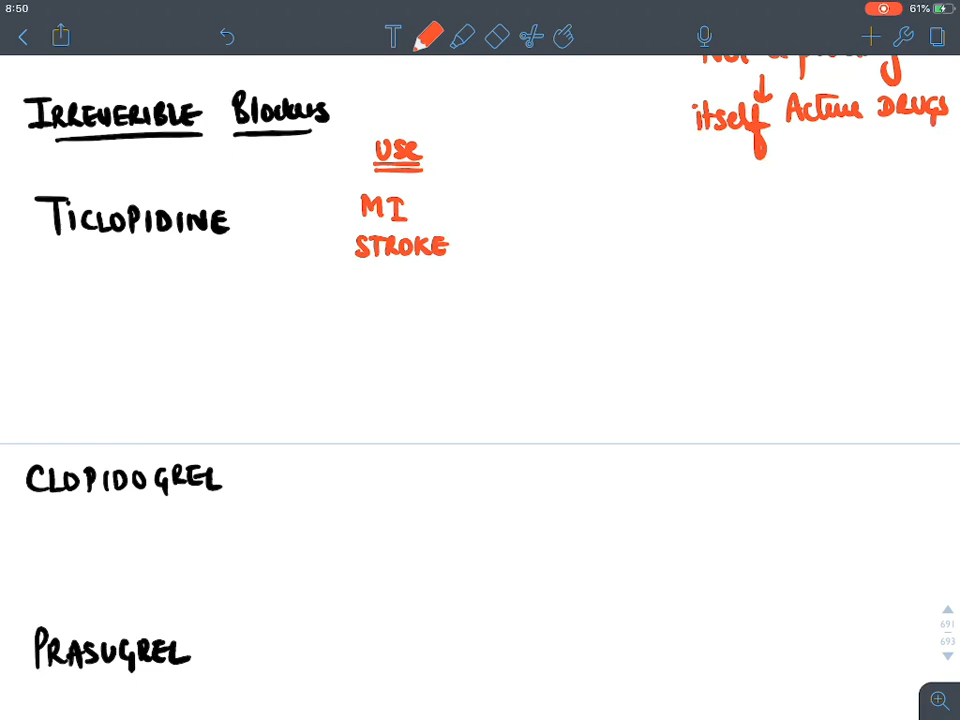 8:50
61%
T
itself Active DRUGS
IRREVERIBLE Blockers
USE
TICLOPIDINE
MI
STROKE
CLOPIDOGREL
691
693
PRASUGREL